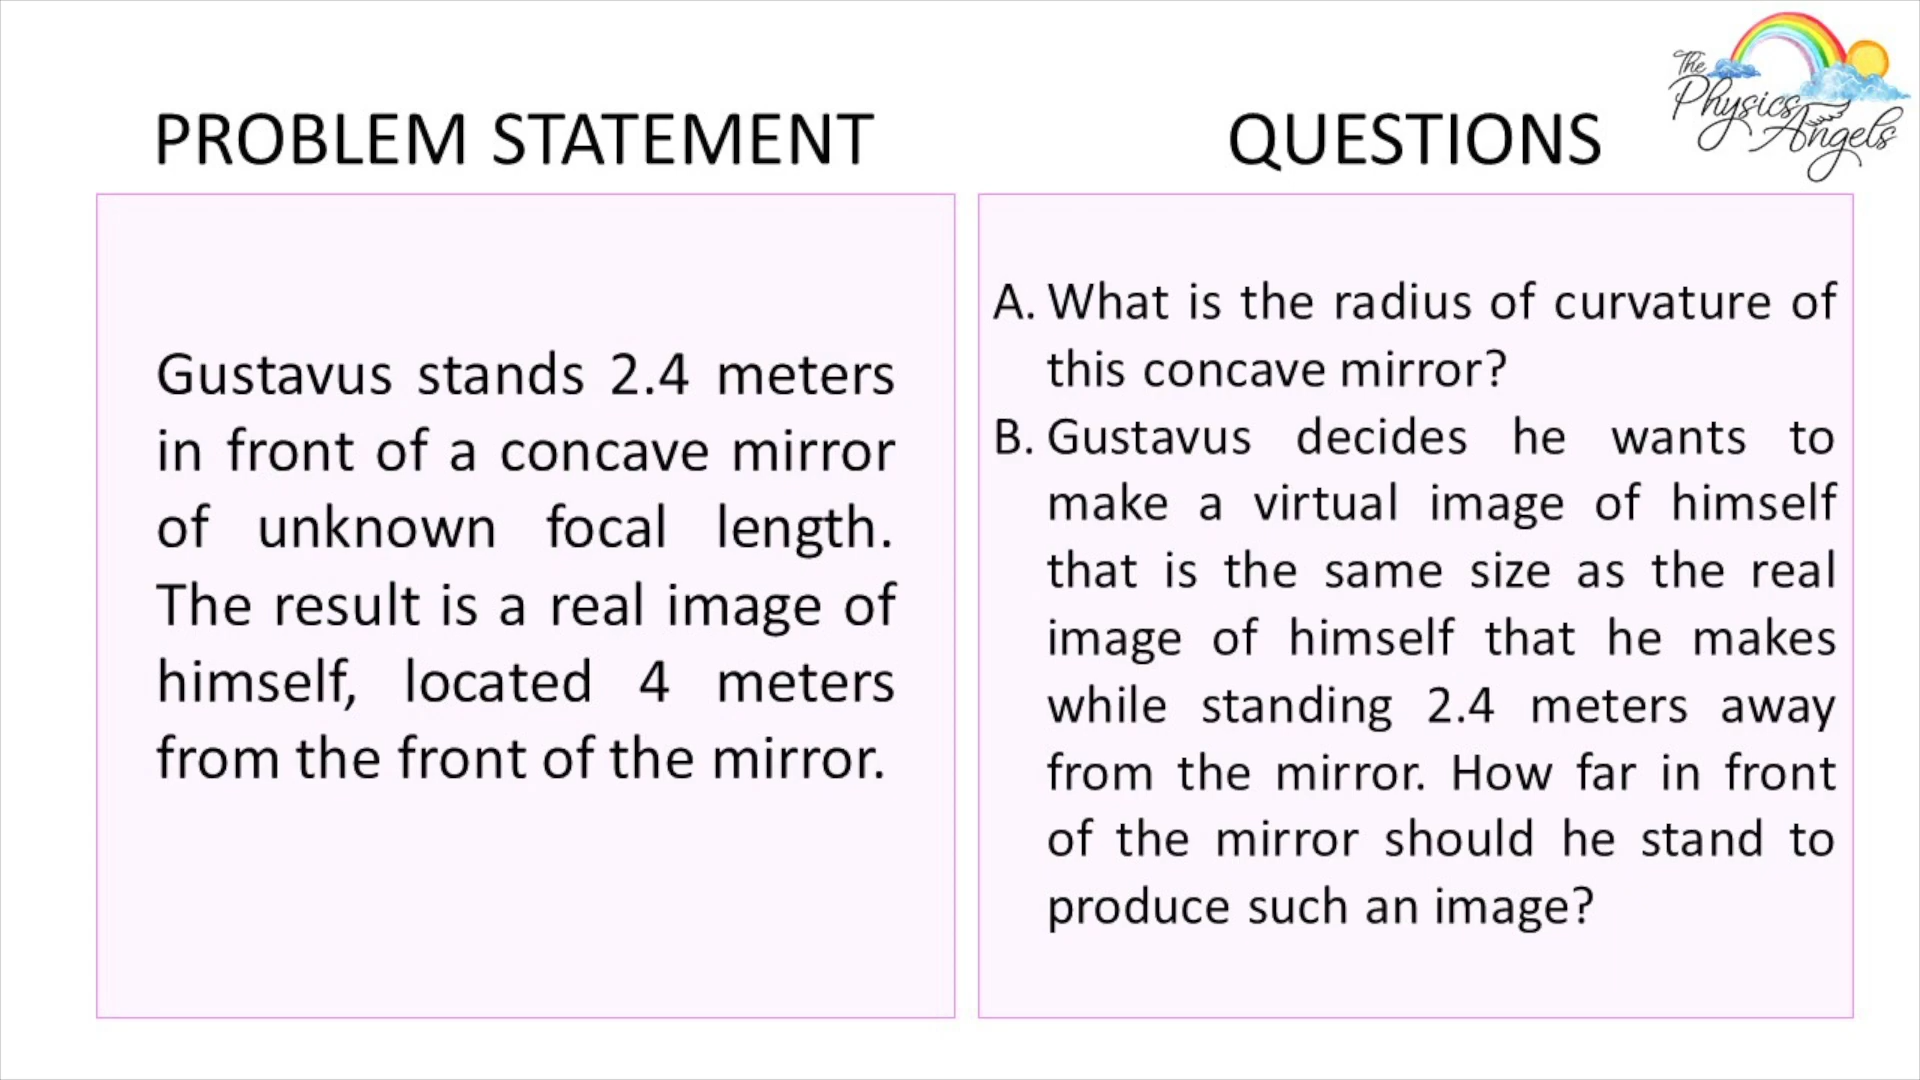 The
Physics
Angels
PROBLEM STATEMENT
Gustavus stands 2.4 meters
in front of a concave mirror
of unknown focal length.
The result is a real image of
himself, located 4 meters
from the front of the mirror.
QUESTIONS
A. What is the radius of curvature of
this concave mirror?
B. Gustavus decides he wants to
make a virtual image of himself
that is the same size as the real
image of himself that he makes
while standing 2.4 meters away
from the mirror. How far in front
of the mirror should he stand to
produce such an image?